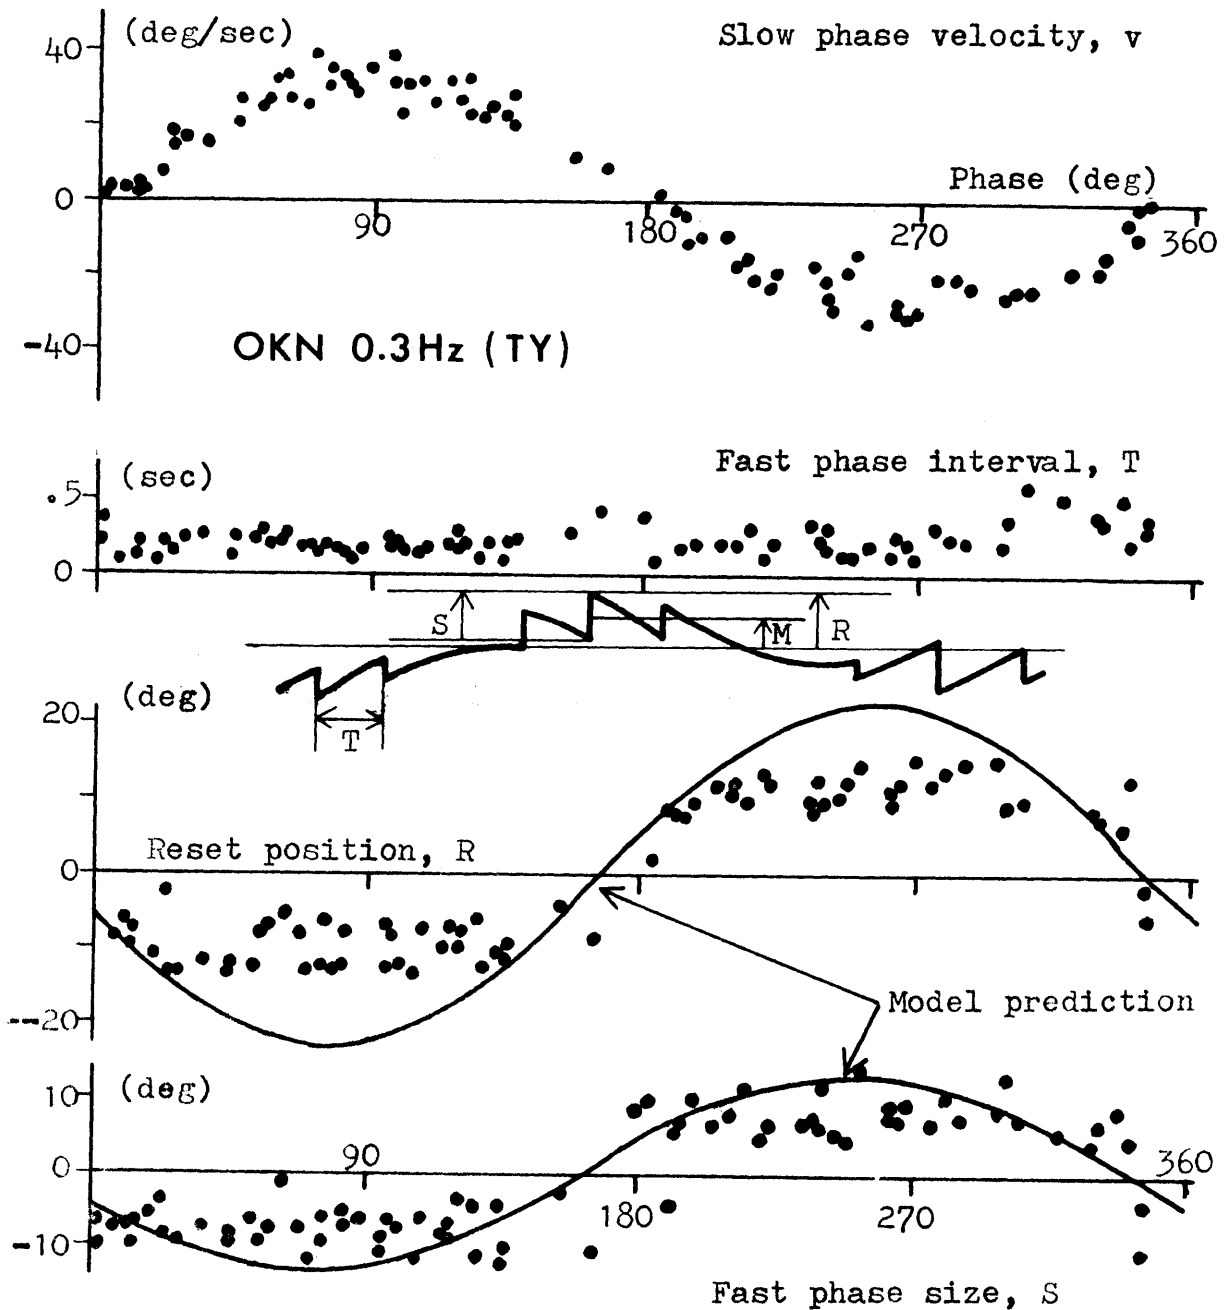 (deg/sec)
Slow phase velocity, v
40
Phase (deg)
0
90
180
270
360
-40
OKN 0.3Hz (TY)
(sec)
Fast phase interval, T
.5
0
S
M
R
(deg)
T
20
Reset position, R
0
Model prediction
--20
(deg)
10
90
360
0
180
270
-10
Fast phase size, S